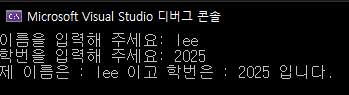 Microsoft Visual Studio 디버그 콘솔
이름을 입력해 주세요: lee
학번을 입력해 주세요: 2025
제 이름은 : lee 이고 학번은 : 2025 입니다.